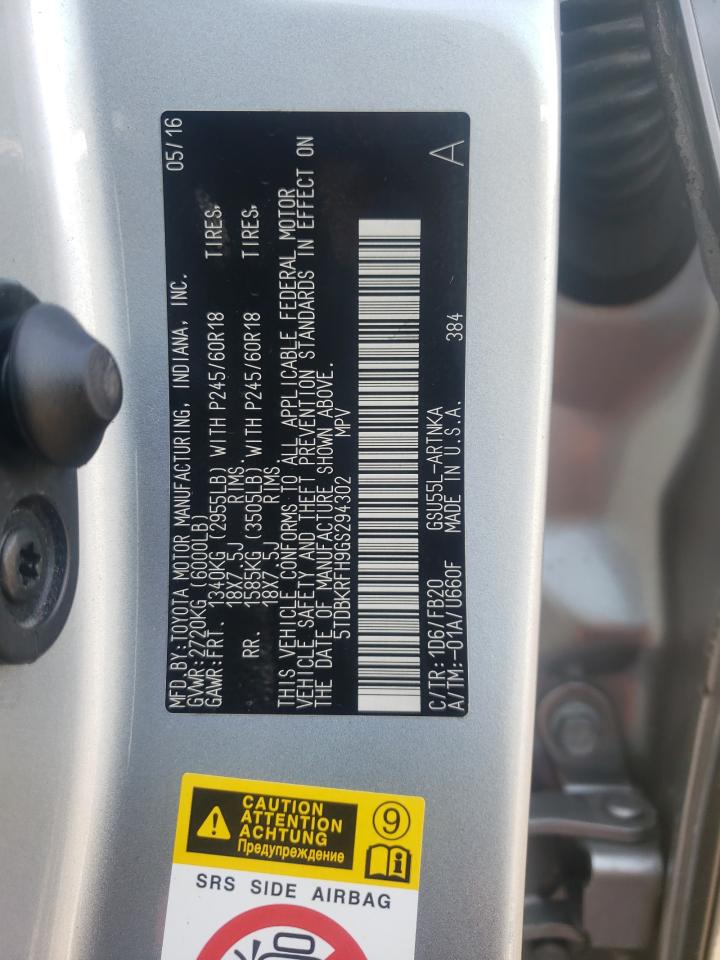 MFD.BY:TOYOTA MOTOR MANUFACTURING, INDIANA, INC. 05/16
GVWR:2720KG (6000LB)
GAWR:FRT. 1340KG (2955LB) WITH P245/60R18 TIRES,
18X7.5J RIMS.
RR. 1585KG (3505LB) WITH P245/60R18 TIRES,
18X7.5J RIMS.
THIS VEHICLE CONFORMS TO ALL APPLICABLE FEDERAL MOTOR
VEHICLE SAFETY AND THEFT PREVENTION STANDARDS IN EFFECT ON
THE DATE OF MANUFACTURE SHOWN ABOVE.
5TDBKRFH9GS294302 MPV
C/TR:1D6/FB20 GSU55L-ARTNKA A
A/TM:-01A/U660F MADE IN U.S.A. 384
CAUTION
ATTENTION
ACHTUNG
Предупреждение
9
SRS SIDE AIRBAG